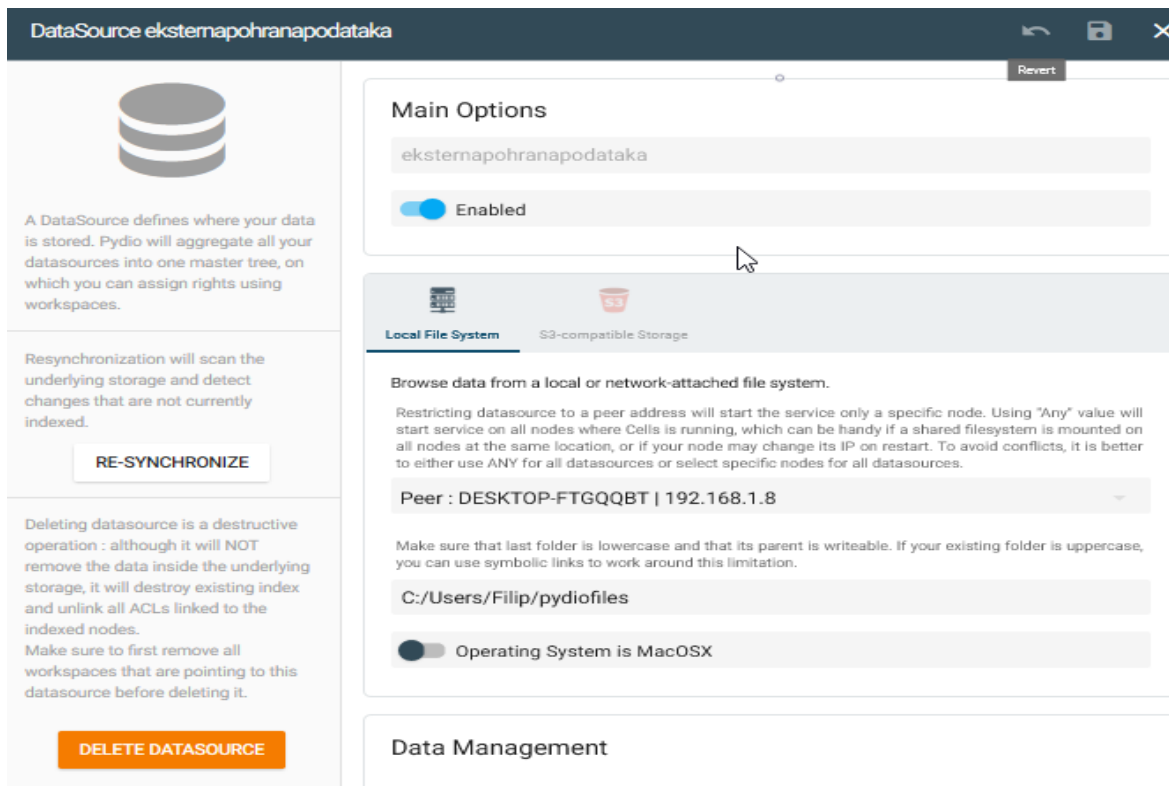 DataSource eksternapohranapodataka
Revert
A DataSource defines where your data
is stored. Pydio will aggregate all your
datasources into one master tree, on
which you can assign rights using
workspaces.
Resynchronization will scan the
underlying storage and detect
changes that are not currently
indexed.
RE-SYNCHRONIZE
Deleting datasource is a destructive
operation : although it will NOT
remove the data inside the underlying
storage, it will destroy existing index
and unlink all ACLs linked to the
indexed nodes.
Make sure to first remove all
workspaces that are pointing to this
datasource before deleting it.
DELETE DATASOURCE
Main Options
eksternapohranapodataka
Enabled
S3
Local File System
S3-compatible Storage
Browse data from a local or network-attached file system.
Restricting datasource to a peer address will start the service only a specific node. Using "Any" value will
start service on all nodes where Cells is running, which can be handy if a shared filesystem is mounted on
all nodes at the same location, or if your node may change its IP on restart. To avoid conflicts, it is better
to either use ANY for all datasources or select specific nodes for all datasources.
Peer : DESKTOP-FTGQQBT | 192.168.1.8
Make sure that last folder is lowercase and that its parent is writeable. If your existing folder is uppercase,
you can use symbolic links to work around this limitation.
C:/Users/Filip/pydiofiles
Operating System is MacOSX
Data Management